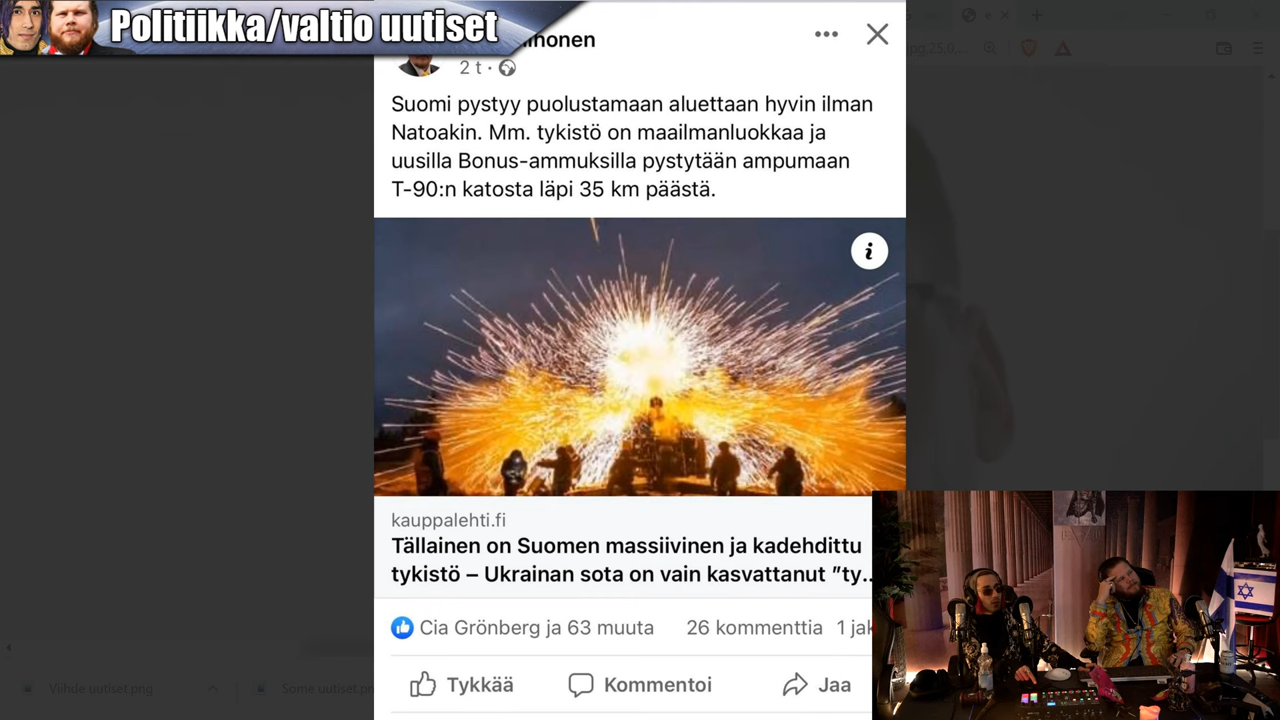 Politiikka/valtio uutiset
honen
2 t
Suomi pystyy puolustamaan aluettaan hyvin ilman
Natoakin. Mm. tykistö on maailmanluokkaa ja
uusilla Bonus-ammuksilla pystytään ampumaan
T-90:n katosta läpi 35 km päästä.
i
kauppalehti.fi
Tällainen on Suomen massiivinen ja kadehdittu
tykistö – Ukrainan sota on vain kasvattanut ”ty..
Cia Grönberg ja 63 muuta 26 kommenttia 1 jak
Tykkää Kommentoi Jaa
Viihde uutiset.png Some uutiset.pn